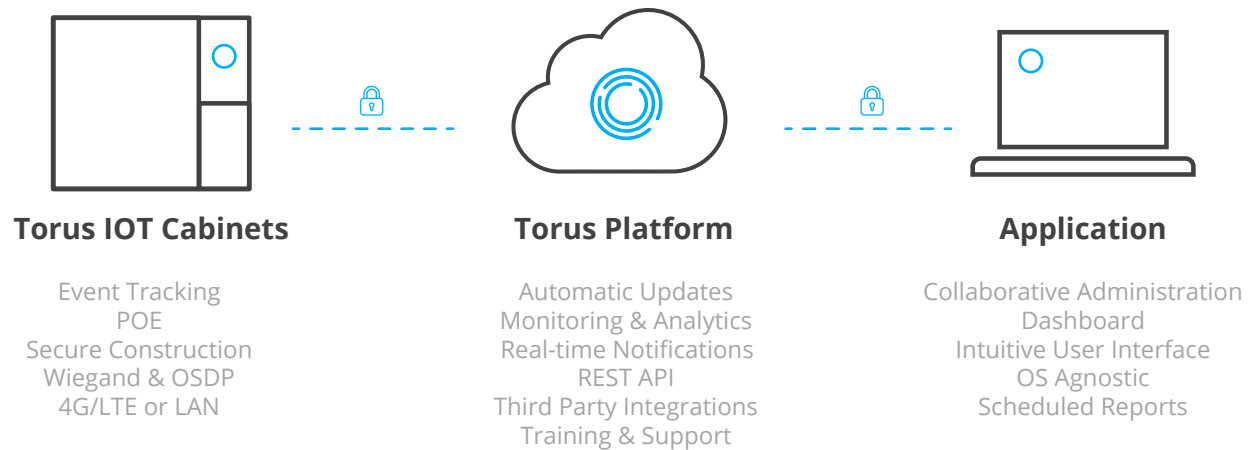 Torus IOT Cabinets
Event Tracking
POE
Secure Construction
Wiegand & OSDP
4G/LTE or LAN
Torus Platform
Automatic Updates
Monitoring & Analytics
Real-time Notifications
REST API
Third Party Integrations
Training & Support
Application
Collaborative Administration
Dashboard
Intuitive User Interface
OS Agnostic
Scheduled Reports